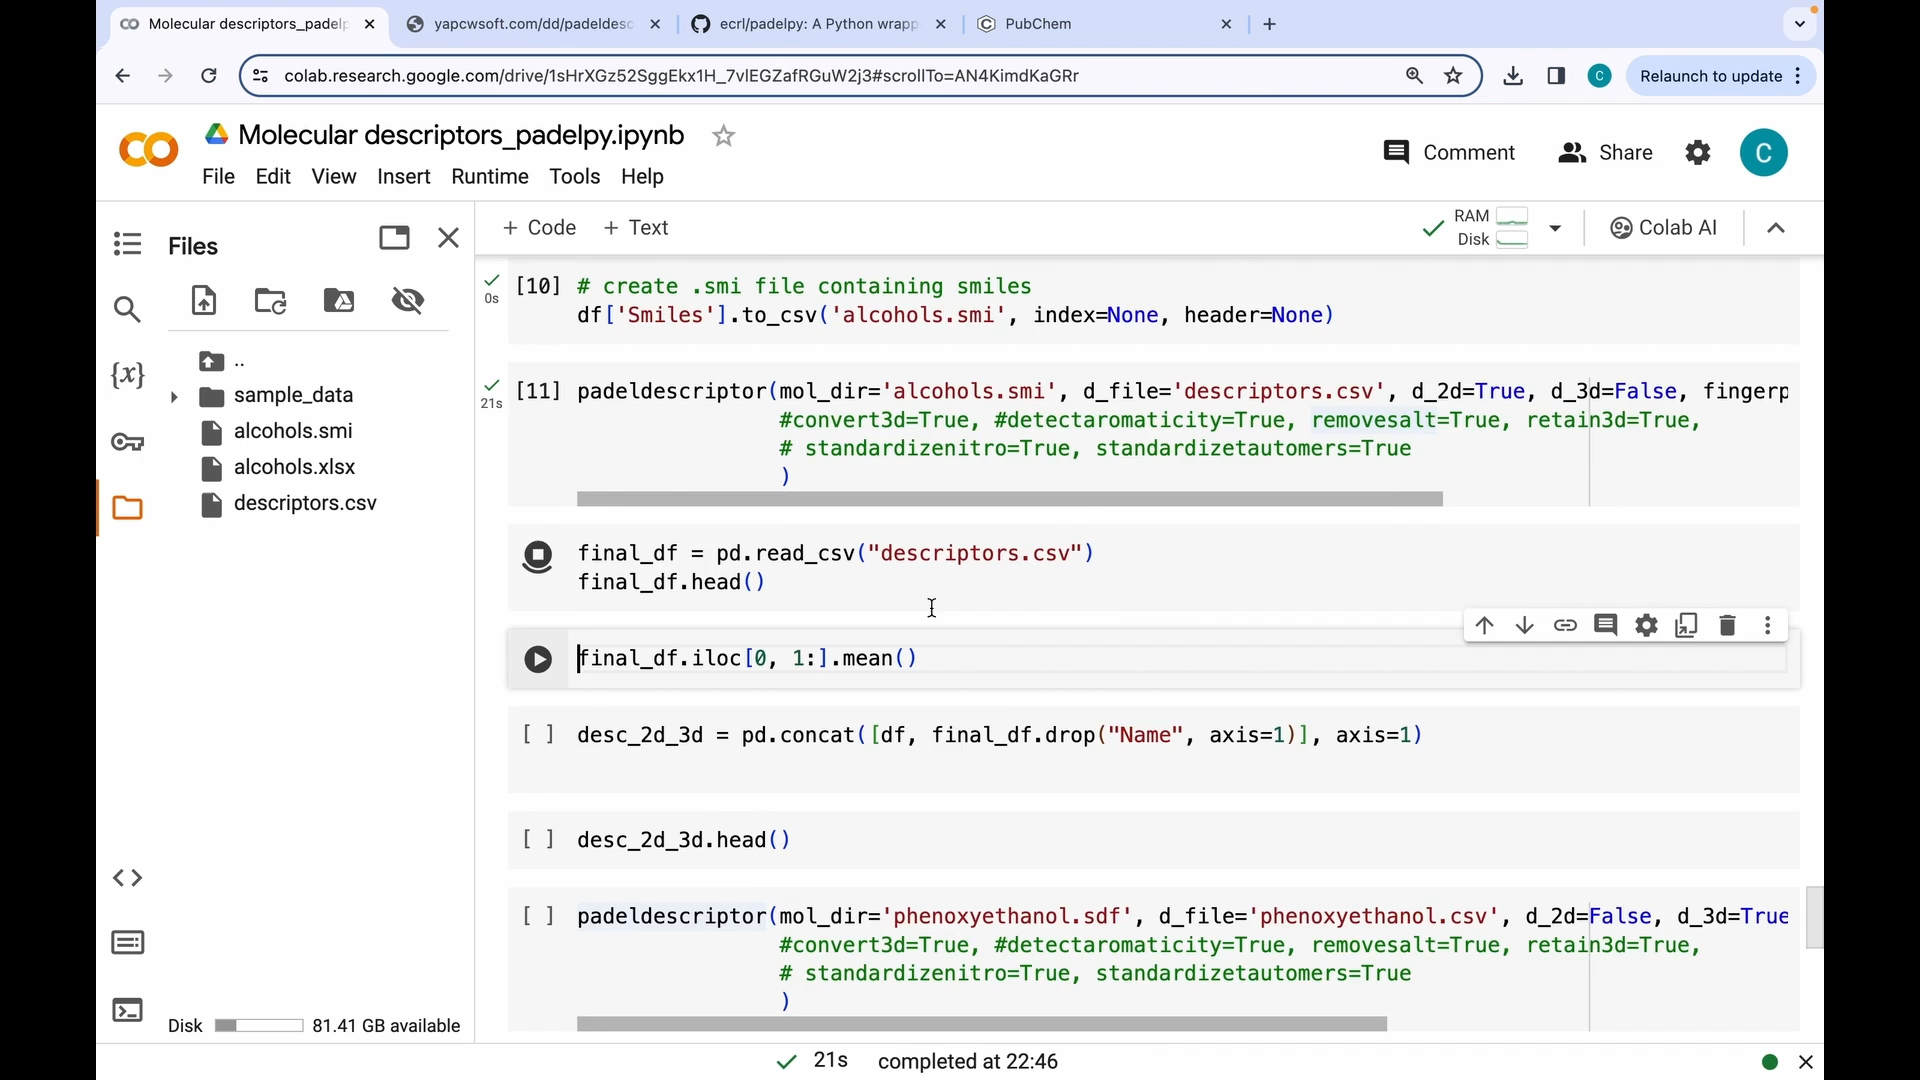 Molecular descriptors_padelp
yapcwsoft.com/dd/padeldesc
ecrl/padelpy: A Python wrapp
PubChem
colab.research.google.com/drive/1sHrXGz52SggEkx1H_7vlEGZafRGuW2j3#scrollTo=AN4KimdKaGRr
C
Relaunch to update
Molecular descriptors_padelpy.ipynb
Comment
Share
C
File Edit View Insert Runtime Tools Help
Files
+ Code + Text
RAM
Disk
Colab AI
..
sample_data
alcohols.smi
alcohols.xlsx
descriptors.csv
{x}
0s
[10] # create .smi file containing smiles
df['Smiles'].to_csv('alcohols.smi', index=None, header=None)
21s
[11] padeldescriptor(mol_dir='alcohols.smi', d_file='descriptors.csv', d_2d=True, d_3d=False, fingerp
#convert3d=True, #detectaromaticity=True, removesalt=True, retain3d=True,
# standardizenitro=True, standardizetautomers=True
)
final_df = pd.read_csv("descriptors.csv")
final_df.head()
final_df.iloc[0, 1:].mean()
[ ] desc_2d_3d = pd.concat([df, final_df.drop("Name", axis=1)], axis=1)
[ ] desc_2d_3d.head()
[ ] padeldescriptor(mol_dir='phenoxyethanol.sdf', d_file='phenoxyethanol.csv', d_2d=False, d_3d=True
#convert3d=True, #detectaromaticity=True, removesalt=True, retain3d=True,
# standardizenitro=True, standardizetautomers=True
)
Disk 81.41 GB available
21s completed at 22:46